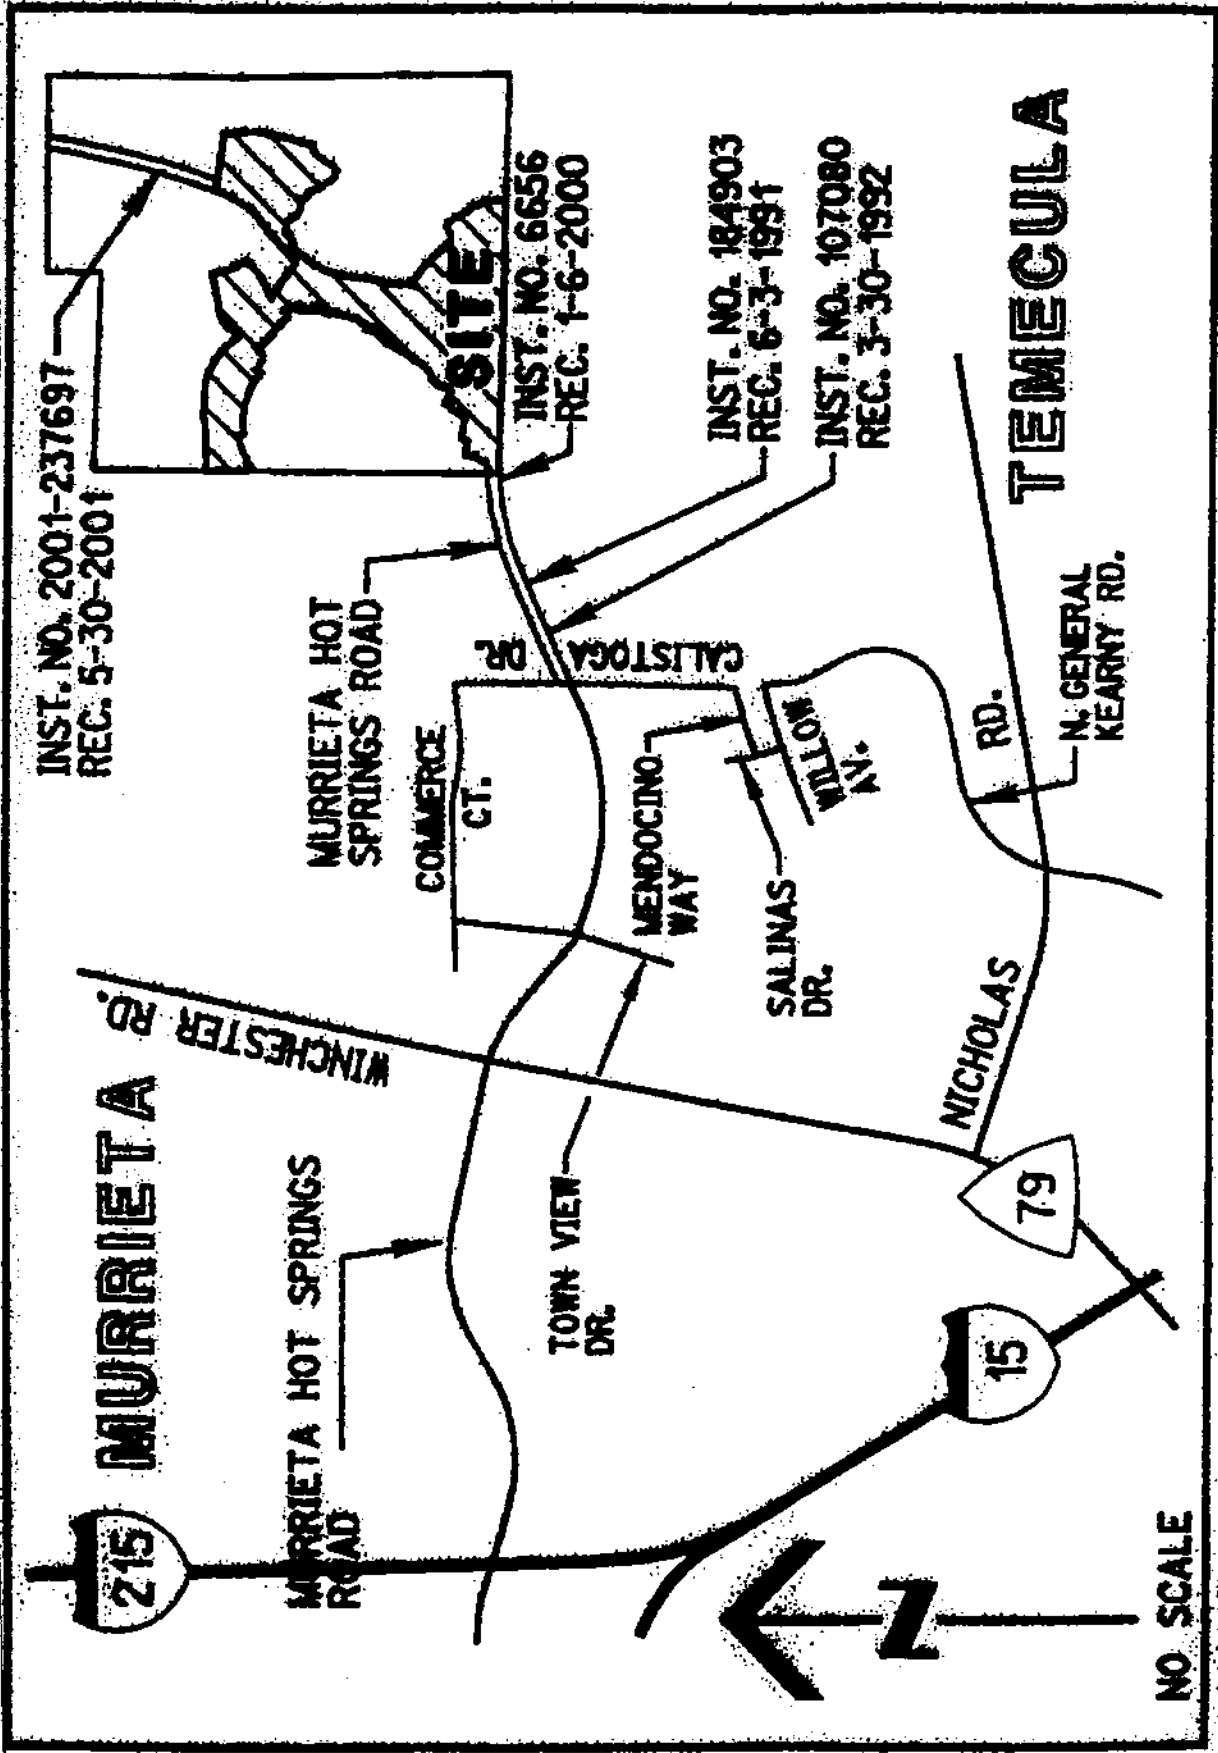 INST. NO. 2001-237697
REC. 5-30-2001
215
MURRIETA
WINCHESTER RD.
MURRIETA HOT SPRINGS
ROAD
MURRIETA HOT
SPRINGS ROAD
COMMERCE
CT.
SITE
INST. NO. 6656
REC. 1-6-2000
CALISTOGA DR.
TOWN VIEW
DR.
MENDOCINO
WAY
INST. NO. 184903
REC. 6-3-1991
SALINAS
DR.
WILLOW
AV.
INST. NO. 107080
REC. 3-30-1992
N
NICHOLAS RD.
15
79
TEMECULA
N. GENERAL
KEARNY RD.
NO SCALE